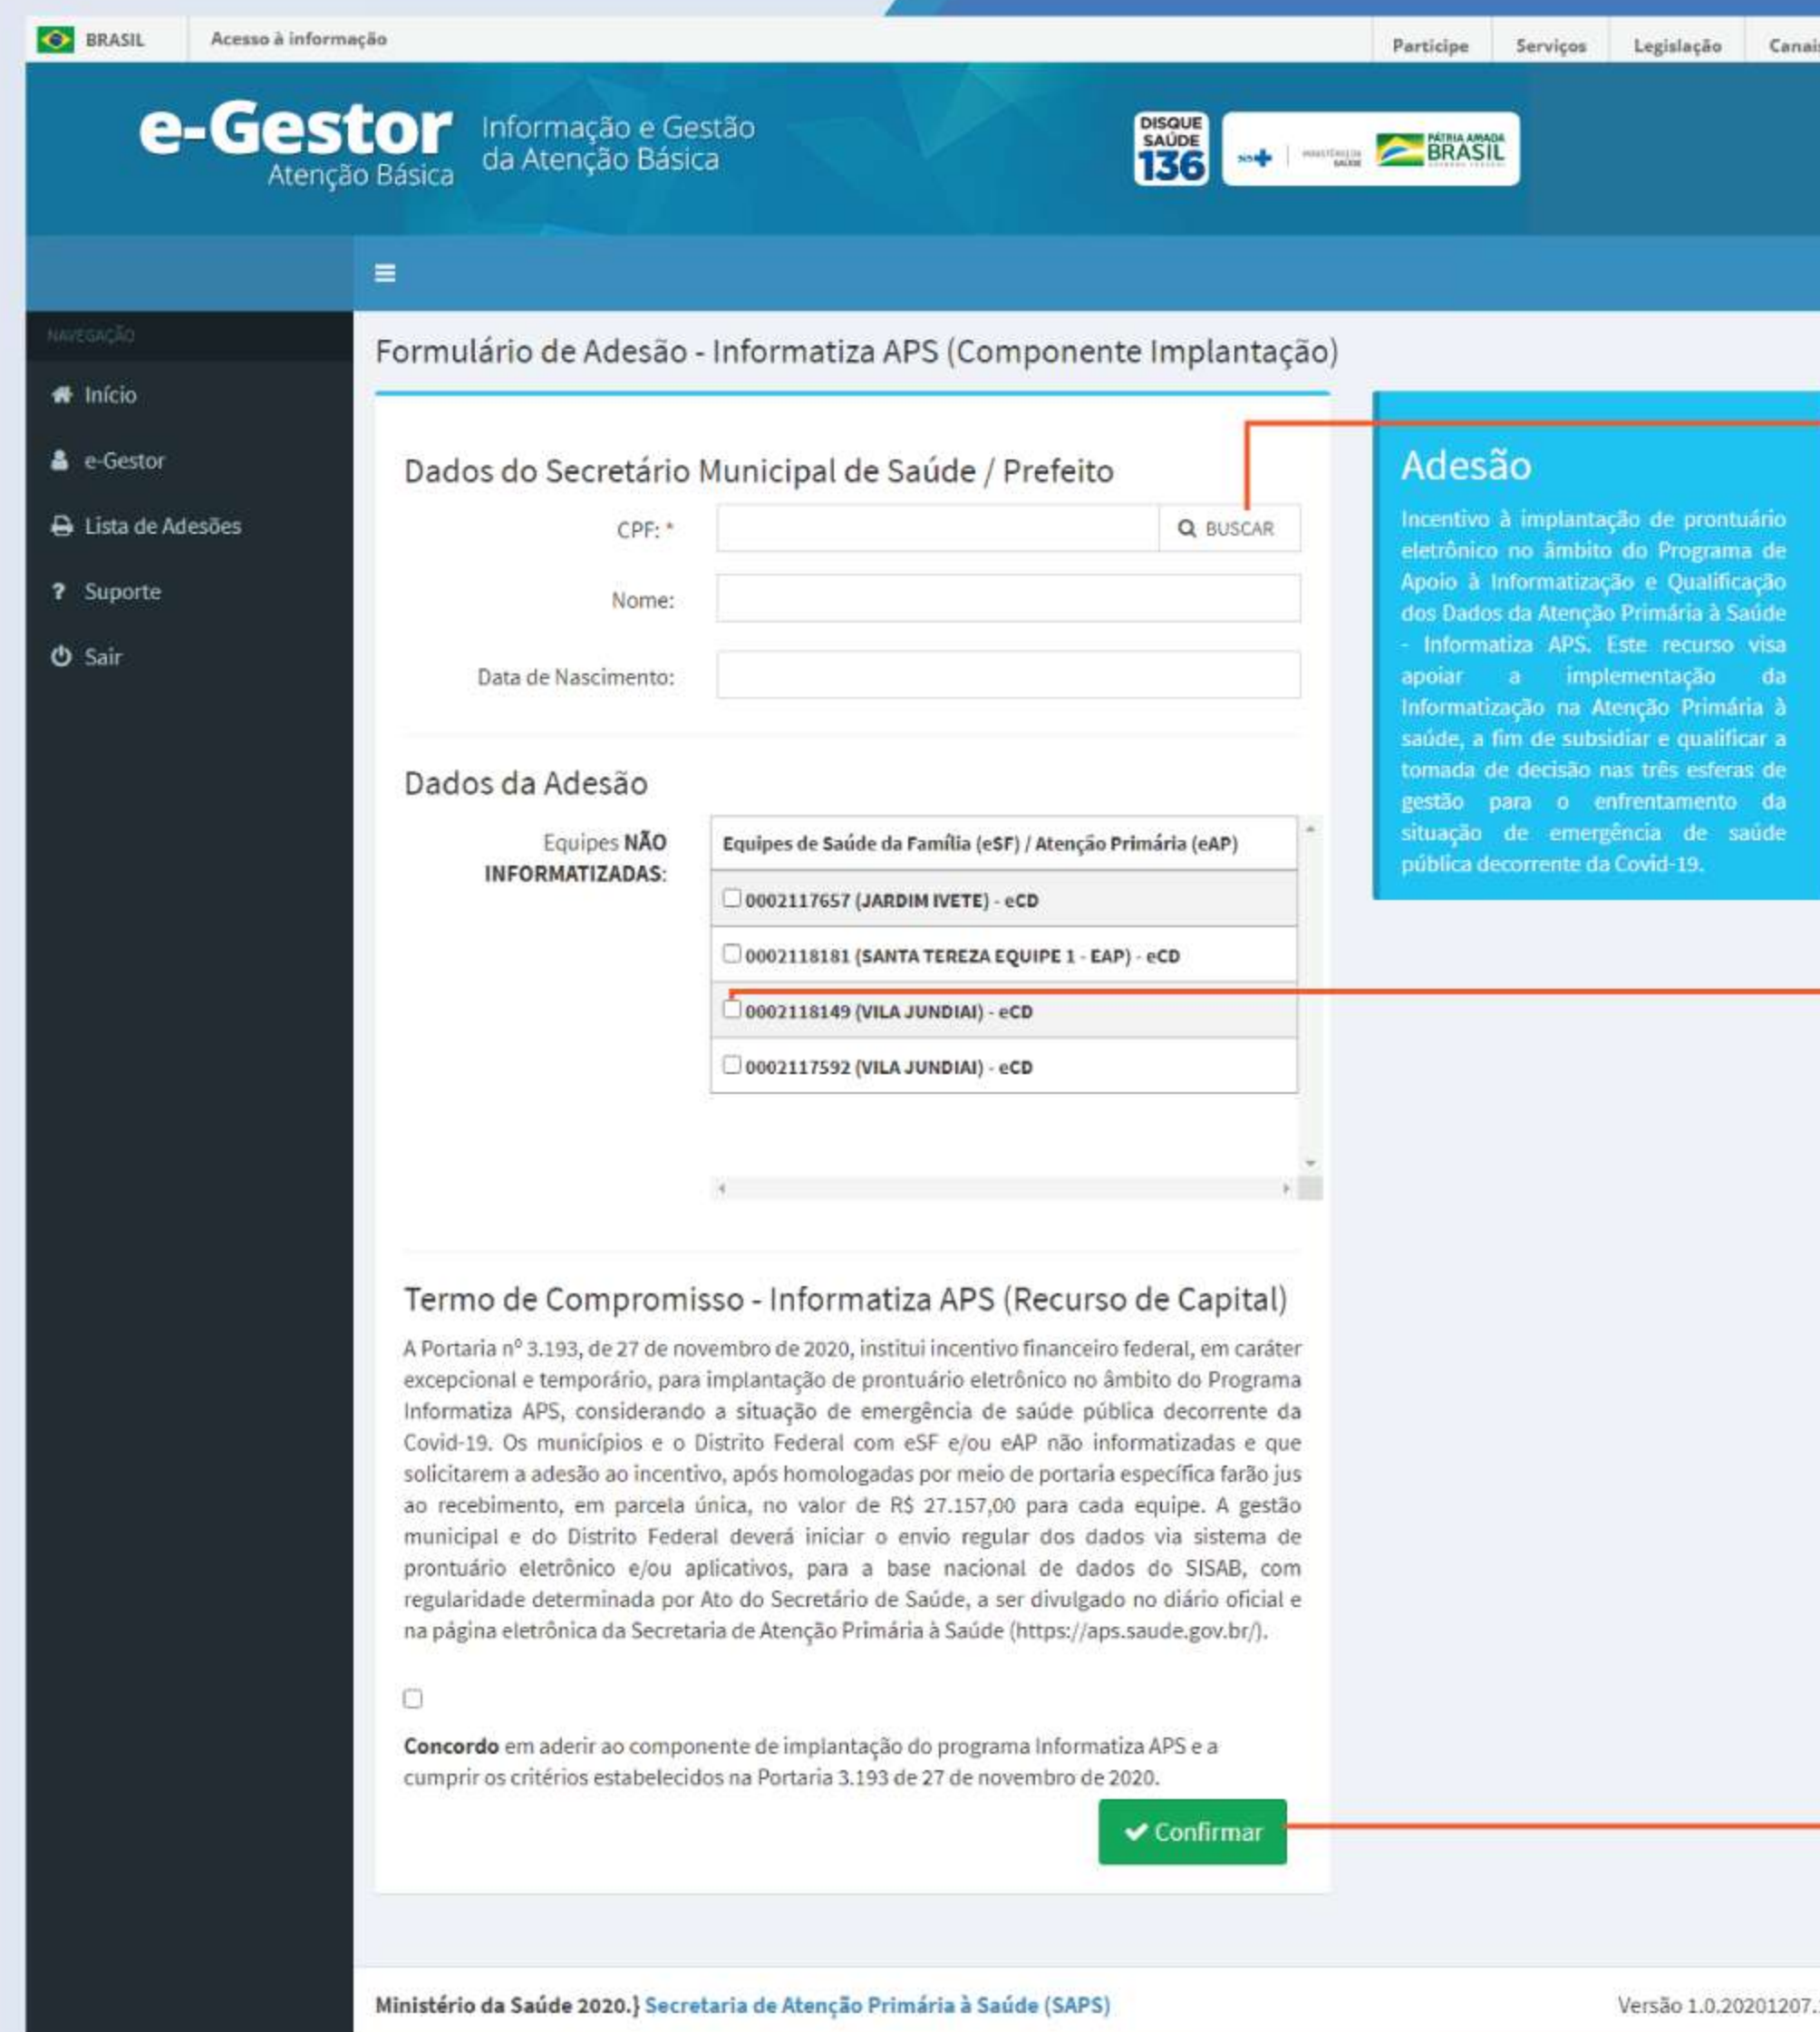 BRASIL
Acesso à informação
Participe
Serviços
Legislação
e-Gestor
Atenção Básica
Informação e Gestão
da Atenção Básica
DISQUE
SAÚDE
136
PÁTRIA AMADA
BRASIL
NAVEGAÇÃO
Início
e-Gestor
Lista de Adesões
? Suporte
Sair
Formulário de Adesão - Informatiza APS (Componente Implantação)
Dados do Secretário Municipal de Saúde / Prefeito
CPF: *
BUSCAR
Nome:
Data de Nascimento:
Dados da Adesão
Equipes NÃO
INFORMATIZADAS:
Equipes de Saúde da Família (eSF) / Atenção Primária (eAP)
0002117657 (JARDIM IVETE) - eCD
0002118181 (SANTA TEREZA EQUIPE 1 - EAP) - eCD
0002118149 (VILA JUNDIAI) - eCD
0002117592 (VILA JUNDIAI) - eCD
Termo de Compromisso - Informatiza APS (Recurso de Capital)
A Portaria nº 3.193, de 27 de novembro de 2020, institui incentivo financeiro federal, em caráter
excepcional e temporário, para implantação de prontuário eletrônico no âmbito do Programa
Informatiza APS, considerando a situação de emergência de saúde pública decorrente da
Covid-19. Os municípios e o Distrito Federal com eSF e/ou eAP não informatizadas e que
solicitarem a adesão ao incentivo, após homologadas por meio de portaria específica farão jus
ao recebimento, em parcela única, no valor de R$ 27.157,00 para cada equipe. A gestão
municipal e do Distrito Federal deverá iniciar o envio regular dos dados via sistema de
prontuário eletrônico e/ou aplicativos, para a base nacional de dados do SISAB, com
regularidade determinada por Ato do Secretário de Saúde, a ser divulgado no diário oficial e
na página eletrônica da Secretaria de Atenção Primária à Saúde (https://aps.saude.gov.br/).
Concordo em aderir ao componente de implantação do programa Informatiza APS e a
cumprir os critérios estabelecidos na Portaria 3.193 de 27 de novembro de 2020.
Confirmar
Adesão
Incentivo à implantação de prontuário
eletrônico no âmbito do Programa de
Apoio à Informatização e Qualificação
dos Dados da Atenção Primária à Saúde
- Informatiza APS. Este recurso visa
apoiar a implementação da
Informatização na Atenção Primária à
saúde, a fim de subsidiar e qualificar a
tomada de decisão nas três esferas de
gestão para o enfrentamento da
situação de emergência de saúde
pública decorrente da Covid-19.
Ministério da Saúde 2020.} Secretaria de Atenção Primária à Saúde (SAPS)
Versão 1.0.20201207.